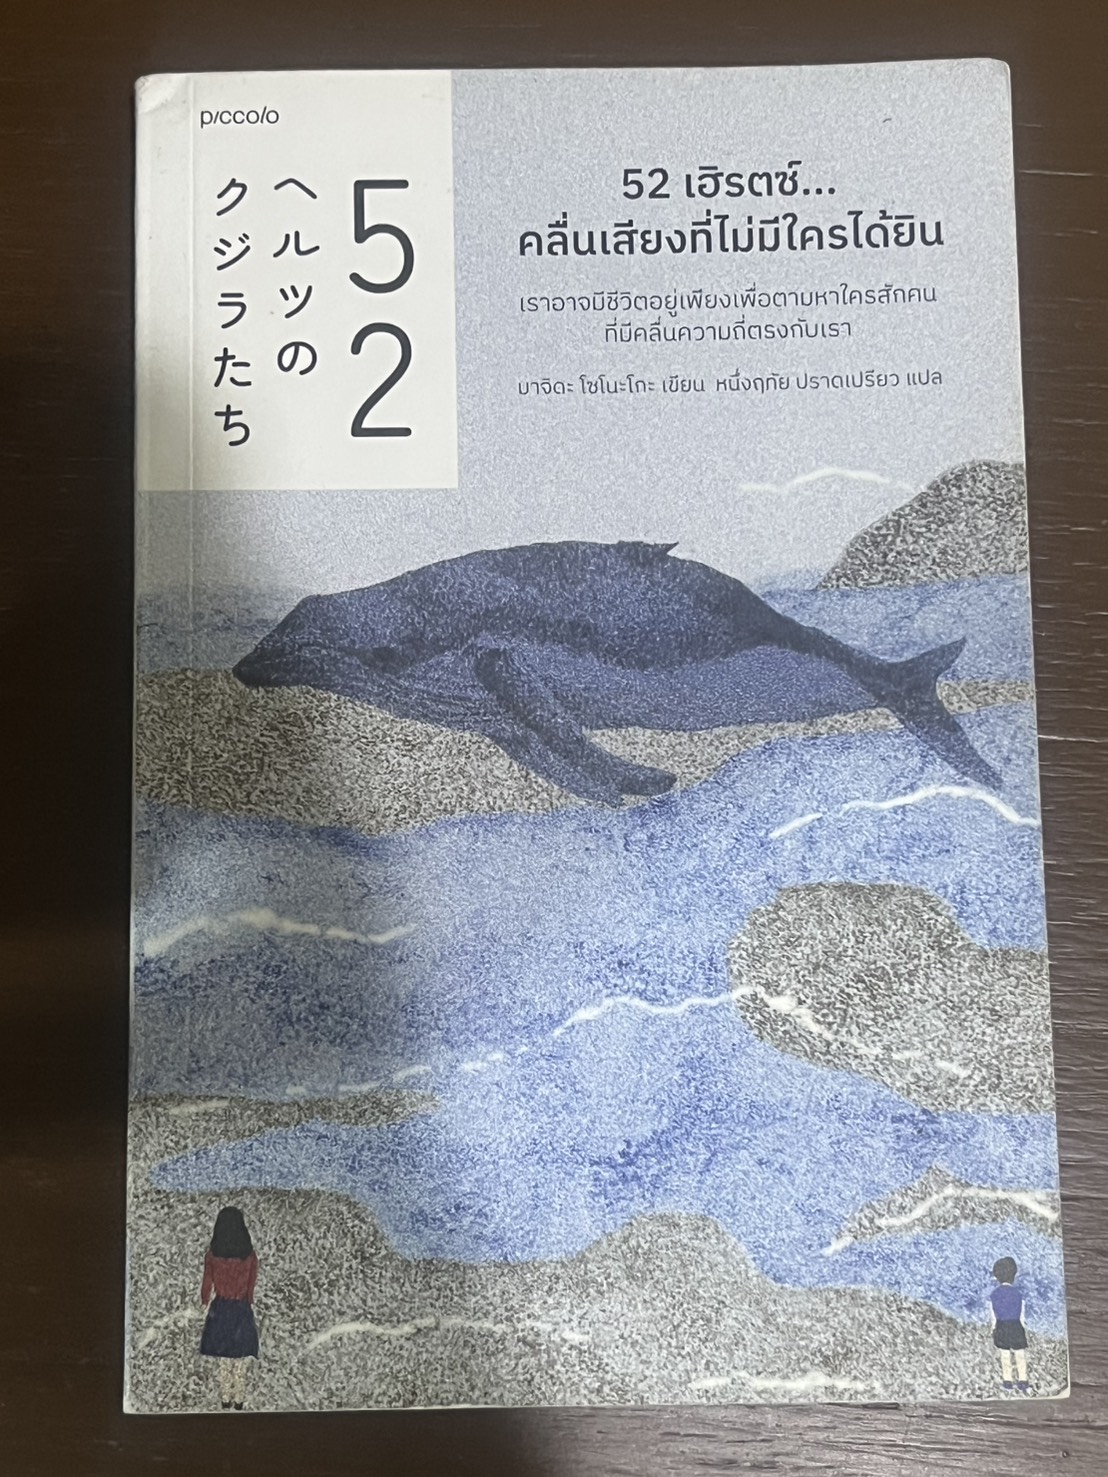 piccolo
52
ヘルツの
クジラたち
52 เฮิรตซ์...
คลื่นเสียงที่ไม่มีใครได้ยิน
เราอาจมีชีวิตอยู่เพียงเพื่อตามหาใครสักคน
ที่มีคลื่นความถี่ตรงกับเรา
มาจิดะ โซโนะโกะ เขียน หนึ่งฤทัย ปราดเปรียว แปล